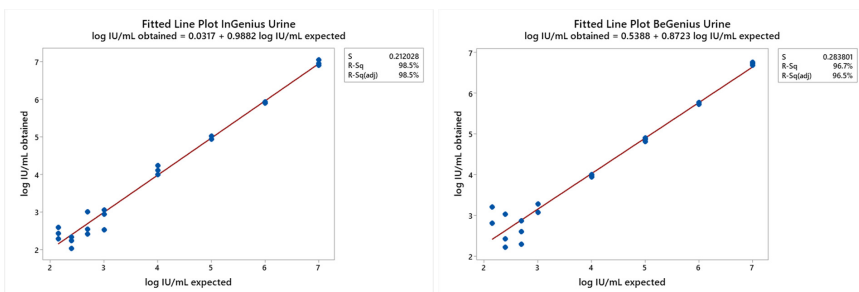 Fitted Line Plot InGenius Urine
log IU/mL obtained = 0.0317 + 0.9882 log IU/mL expected
S 0.212028
R-Sq 98.5%
R-Sq(adj) 98.5%
log IU/mL obtained
7
6
5
4
3
2
2 3 4 5 6 7
log IU/mL expected
Fitted Line Plot BeGenius Urine
log IU/mL obtained = 0.5388 + 0.8723 log IU/mL expected
S 0.283801
R-Sq 96.7%
R-Sq(adj) 96.5%
log IU/mL obtained
7
6
5
4
3
2
2 3 4 5 6 7
log IU/mL expected